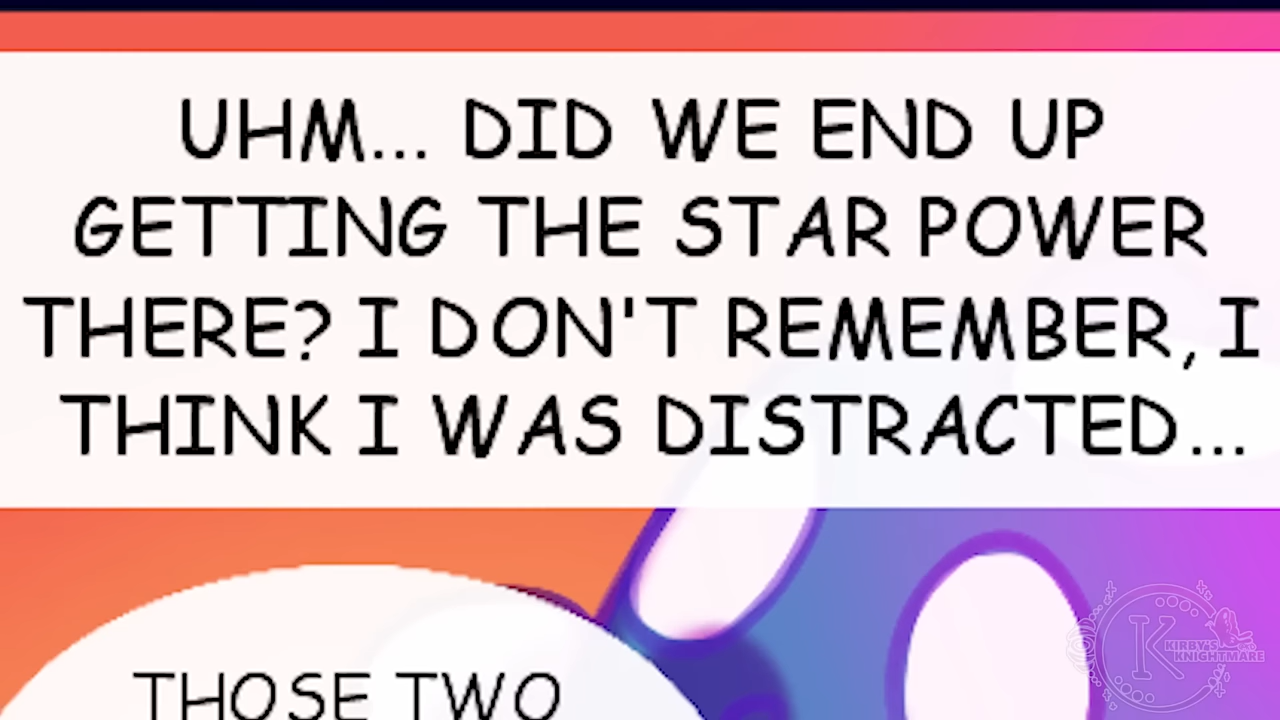 UHM... DID WE END UP
GETTING THE STAR POWER
THERE? I DON'T REMEMBER, I
THINK I WAS DISTRACTED...
THOSE TWO
K
KIRBY'S
KNIGHTMARE